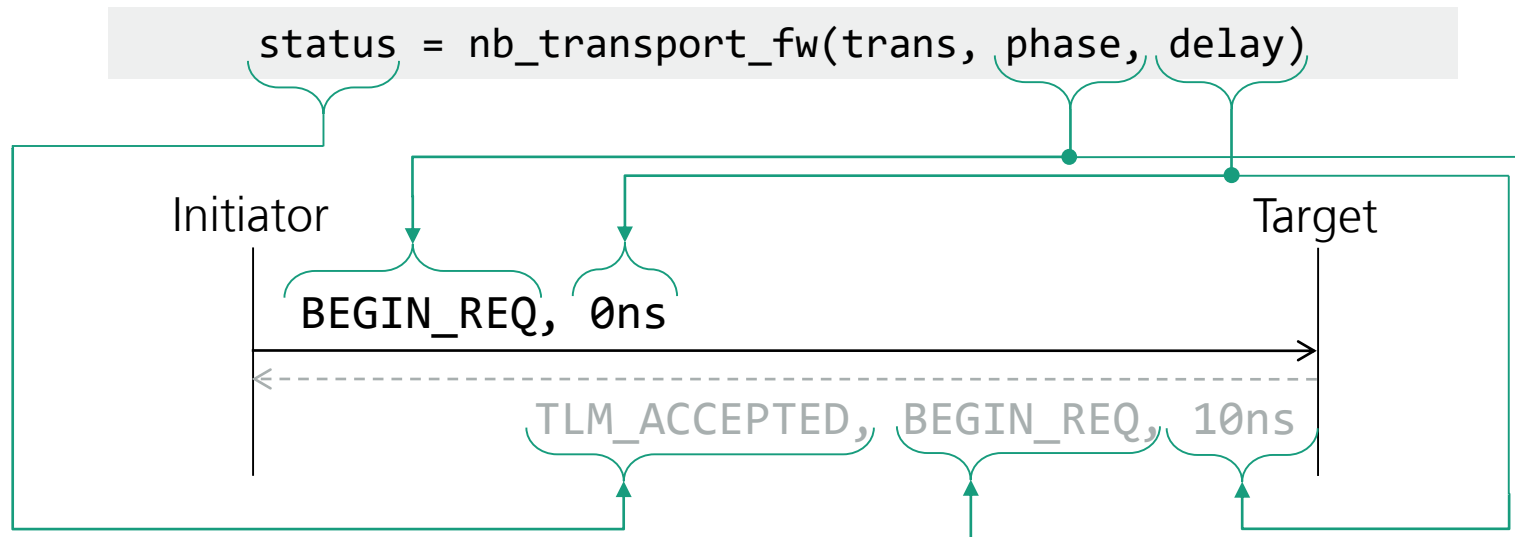 status = nb_transport_fw(trans, phase, delay)
Initiator
Target
BEGIN_REQ, 0ns
TLM_ACCEPTED, BEGIN_REQ, 10ns